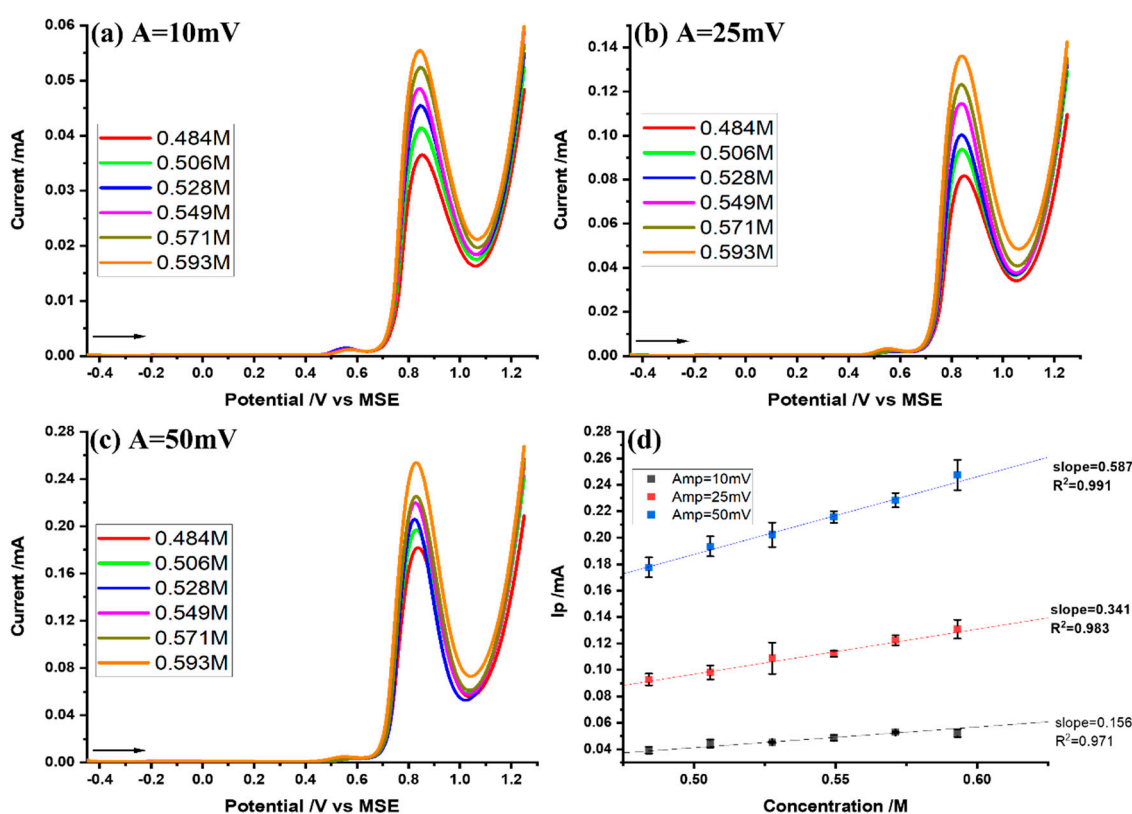 (a) A=10mV
0.06
0.05
0.04
0.03
0.02
0.01
0.00
Current /mA
0.484M
0.506M
0.528M
0.549M
0.571M
0.593M
-0.4 -0.2 0.0 0.2 0.4 0.6 0.8 1.0 1.2
Potential /V vs MSE
(b) A=25mV
0.14
0.12
0.10
0.08
0.06
0.04
0.02
0.00
Current /mA
0.484M
0.506M
0.528M
0.549M
0.571M
0.593M
-0.4 -0.2 0.0 0.2 0.4 0.6 0.8 1.0 1.2
Potential /V vs MSE
(c) A=50mV
0.28
0.24
0.20
0.16
0.12
0.08
0.04
0.00
Current /mA
0.484M
0.506M
0.528M
0.549M
0.571M
0.593M
-0.4 -0.2 0.0 0.2 0.4 0.6 0.8 1.0 1.2
Potential /V vs MSE
(d)
0.28
0.26
0.24
0.22
0.20
0.18
0.16
0.14
0.12
0.10
0.08
0.06
0.04
Ip /mA
Amp=10mV
Amp=25mV
Amp=50mV
slope=0.587
R²=0.991
slope=0.341
R²=0.983
slope=0.156
R²=0.971
0.50 0.55 0.60
Concentration /M